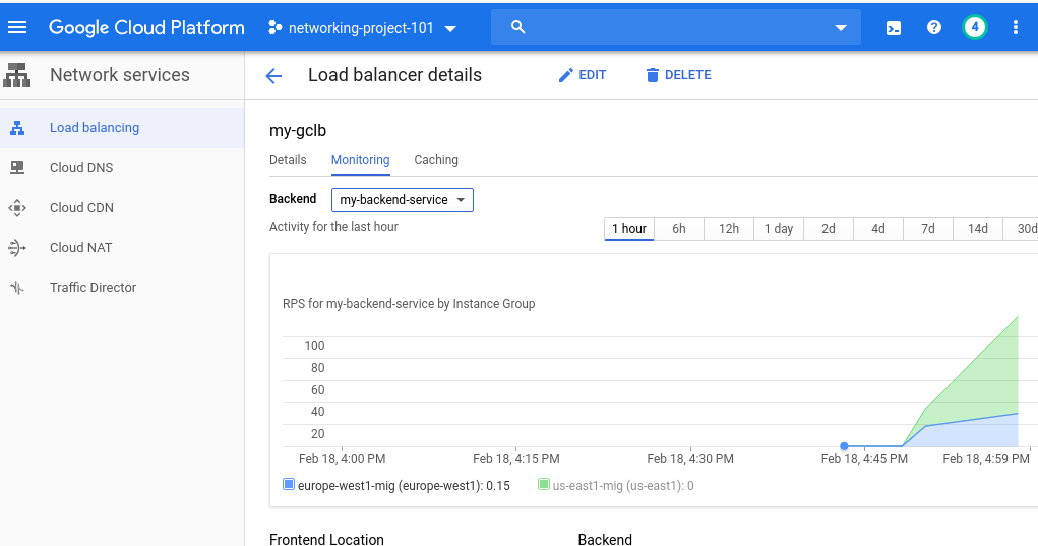 Google Cloud Platform networking-project-101 4
Network services
Load balancer details EDIT DELETE
Load balancing
Cloud DNS
Cloud CDN
Cloud NAT
Traffic Director
my-gclb
Details Monitoring Caching
Backend my-backend-service
Activity for the last hour
1 hour 6h 12h 1 day 2d 4d 7d 14d 30d
RPS for my-backend-service by Instance Group
100
80
60
40
20
Feb 18, 4:00 PM Feb 18, 4:15 PM Feb 18, 4:30 PM Feb 18, 4:45 PM Feb 18, 4:59 PM
europe-west1-mig (europe-west1): 0.15 us-east1-mig (us-east1): 0
Frontend Location Backend